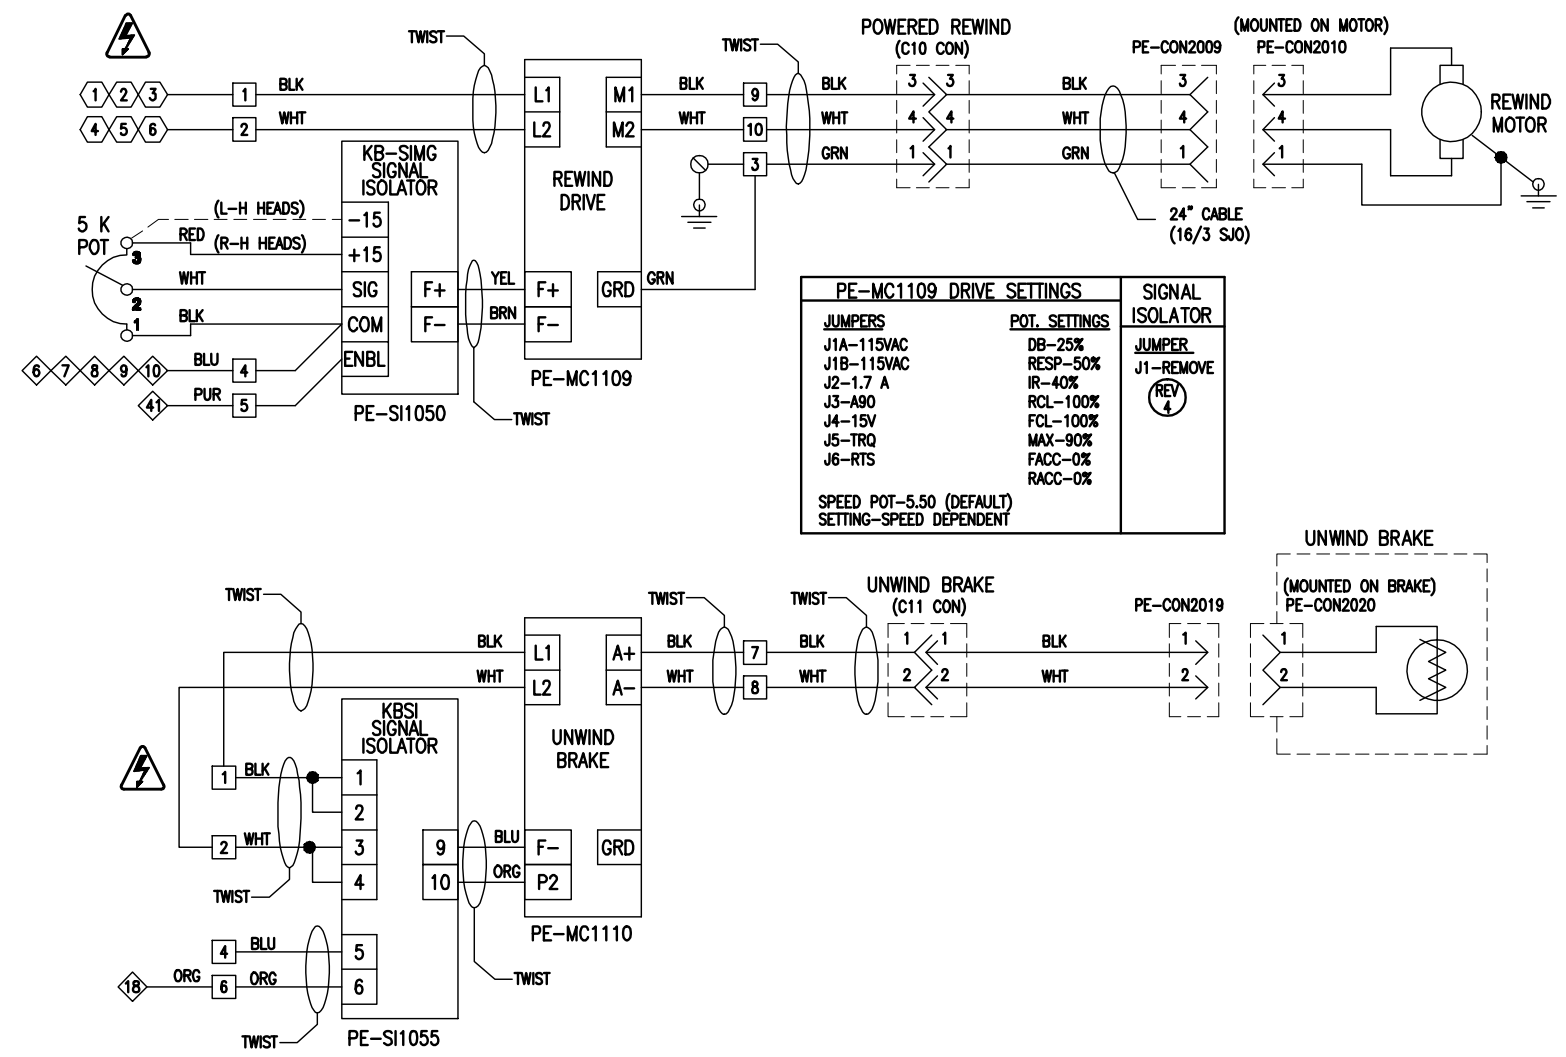 TWIST
TWIST
POWERED REWIND
(C10 CON)
PE-CON2009
(MOUNTED ON MOTOR)
PE-CON2010
1 2 3
1
BLK
L1
M1
BLK
9
BLK
3 3
BLK
3
3
4 5 6
2
WHT
L2
M2
WHT
10
WHT
4 4
WHT
4
4
REWIND
MOTOR
KB-SIMG
SIGNAL
ISOLATOR
REWIND
DRIVE
3
GRN
1 1
GRN
1
1
24" CABLE
(16/3 SJO)
5 K
POT
(L-H HEADS)
-15
RED
(R-H HEADS)
+15
3
WHT
SIG
2
BLK
COM
1
ENBL
F+
YEL
F+
GRD
GRN
F-
BRN
F-
6 7 8 9 10
BLU
4
41
PUR
5
PE-SI1050
PE-MC1109
TWIST
PE-MC1109 DRIVE SETTINGS
SIGNAL
ISOLATOR
JUMPERS
POT. SETTINGS
J1A-115VAC
DB-25%
J1B-115VAC
RESP-50%
J2-1.7 A
IR-40%
J3-A90
RCL-100%
J4-15V
FCL-100%
J5-TRQ
MAX-90%
J6-RTS
FACC-0%
RACC-0%
SPEED POT-5.50 (DEFAULT)
SETTING-SPEED DEPENDENT
JUMPER
J1-REMOVE
REV
4
TWIST
TWIST
TWIST
UNWIND BRAKE
(C11 CON)
PE-CON2019
UNWIND BRAKE
(MOUNTED ON BRAKE)
PE-CON2020
BLK
L1
A+
BLK
7
BLK
1 1
BLK
1
1
WHT
L2
A-
WHT
8
WHT
2 2
WHT
2
2
KBSI
SIGNAL
ISOLATOR
UNWIND
BRAKE
1
BLK
1
2
2
WHT
3
4
9
BLU
F-
GRD
10
ORG
P2
TWIST
PE-MC1110
4
BLU
5
18
ORG
6
ORG
6
TWIST
TWIST
PE-SI1055